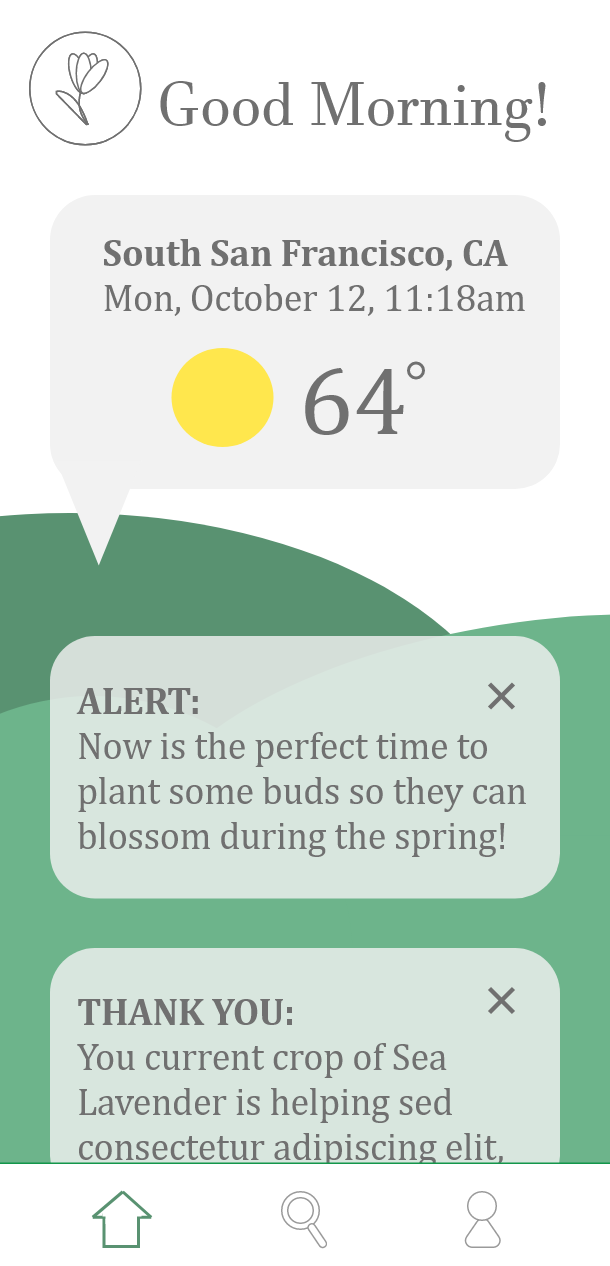 Good Morning!
South San Francisco, CA
Mon, October 12, 11:18am
64°
ALERT:
Now is the perfect time to
plant some buds so they can
blossom during the spring!
THANK YOU:
You current crop of Sea
Lavender is helping sed
consectetur adipiscing elit,